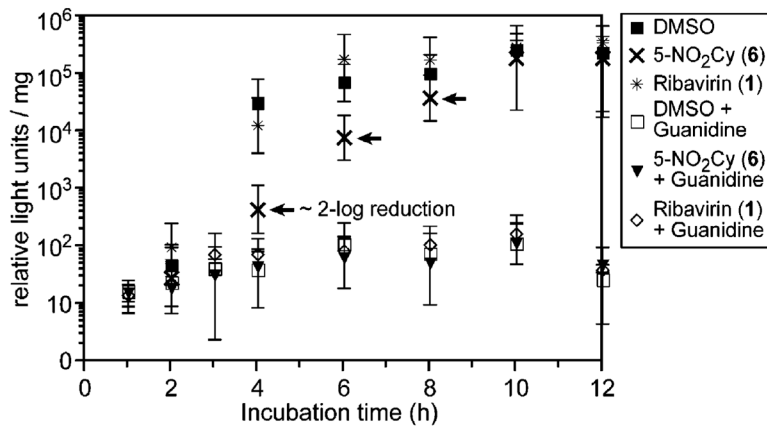 relative light units / mg
10⁶
10⁵
10⁴
10³
10²
10
0
~ 2-log reduction
0 2 4 6 8 10 12
Incubation time (h)
DMSO
5-NO₂Cy (6)
Ribavirin (1)
DMSO +
Guanidine
5-NO₂Cy (6)
+ Guanidine
Ribavirin (1)
+ Guanidine